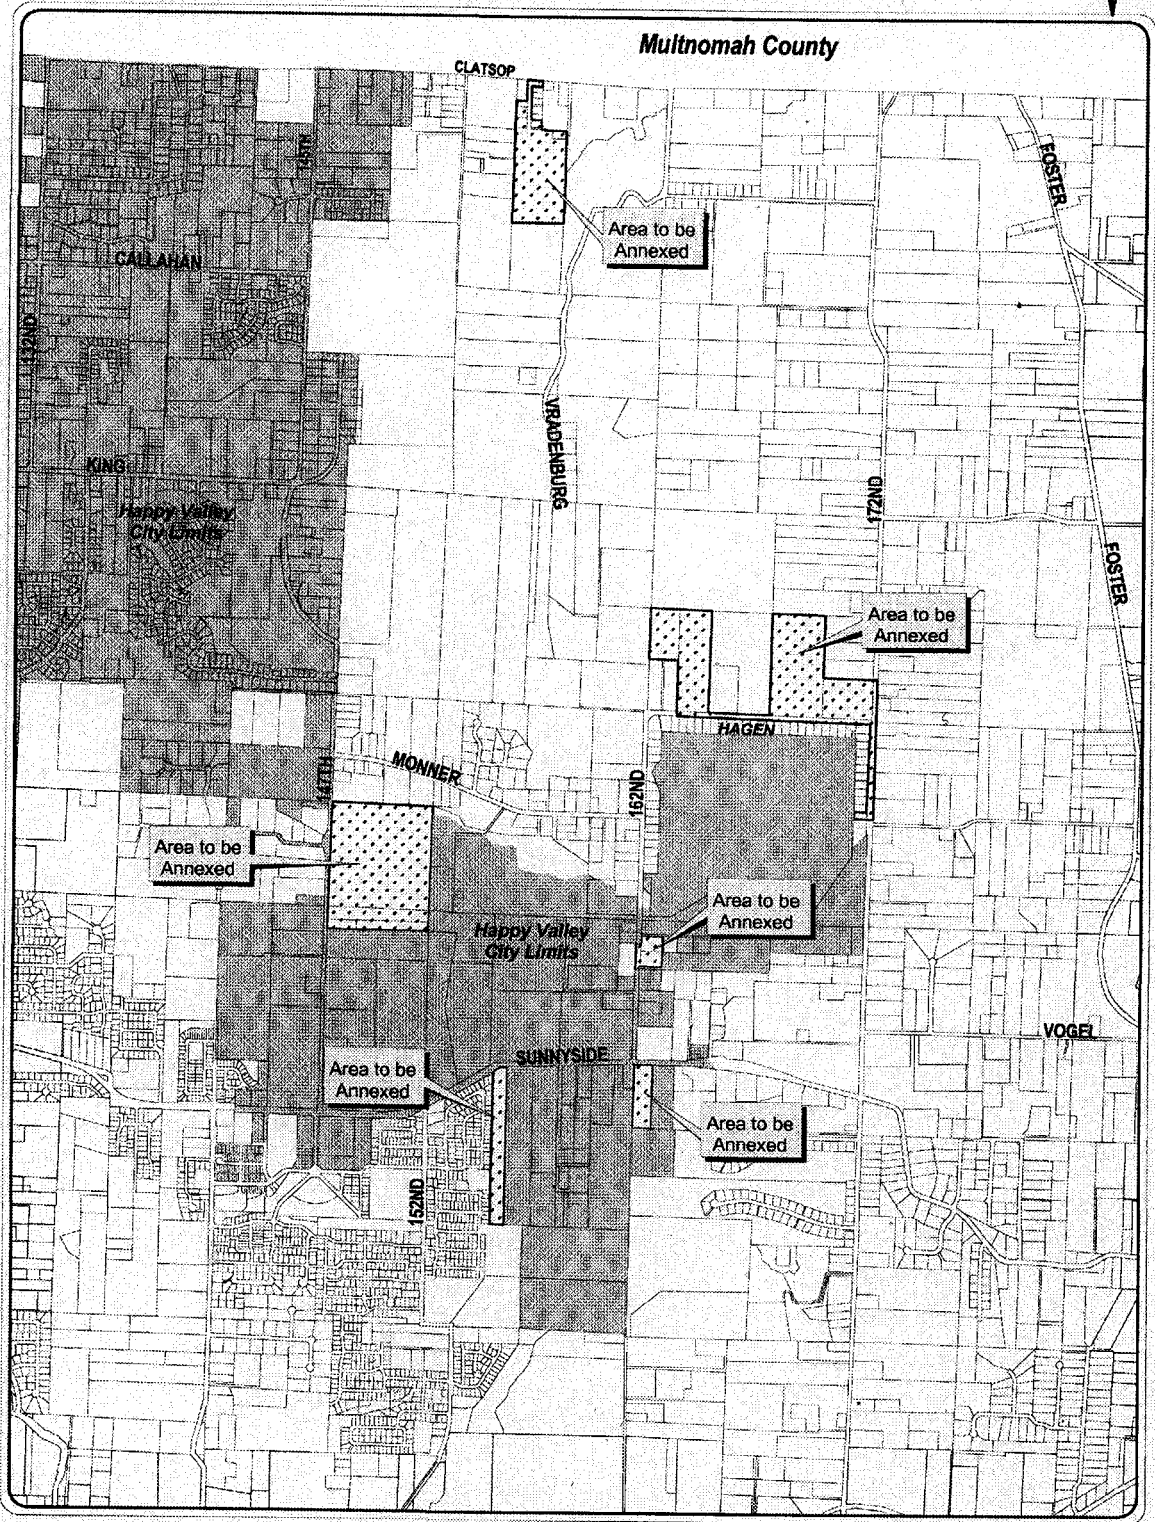 Multnomah County
CLATSOP
145TH
FOSTER
Area to be
Annexed
CALLAHAN
132ND
VRADENBURG
KING
172ND
Happy Valley
City Limits
FOSTER
Area to be
Annexed
HAGEN
MONNER
147TH
162ND
Area to be
Annexed
Area to be
Annexed
Happy Valley
City Limits
VOGEL
SUNNYSIDE
Area to be
Annexed
Area to be
Annexed
152ND